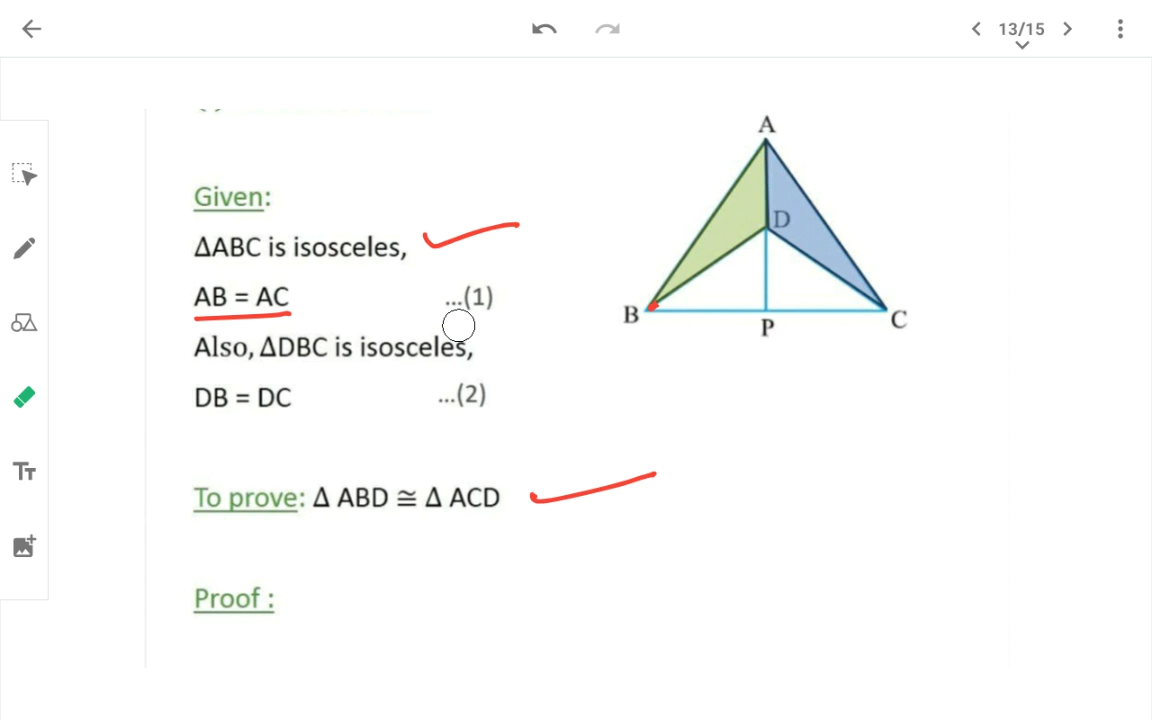 13/15
A
Given:
ΔABC is isosceles,
D
AB = AC ...(1)
B
C
P
Also, ΔDBC is isosceles,
DB = DC ...(2)
To prove: Δ ABD ≅ Δ ACD
Tт
Proof :